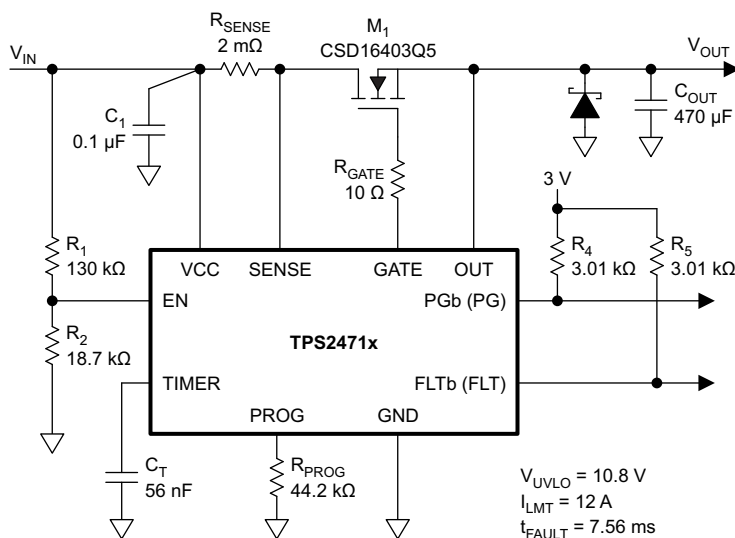 R_SENSE
2 mΩ
M_1
CSD16403Q5
V_IN
V_OUT
C_1
0.1 µF
C_OUT
470 µF
R_GATE
10 Ω
3 V
R_1
130 kΩ
R_4
3.01 kΩ
R_5
3.01 kΩ
VCC
SENSE
GATE
OUT
EN
PGb (PG)
R_2
18.7 kΩ
TPS2471x
TIMER
FLTb (FLT)
PROG
GND
C_T
56 nF
R_PROG
44.2 kΩ
V_UVLO = 10.8 V
I_LMT = 12 A
t_FAULT = 7.56 ms